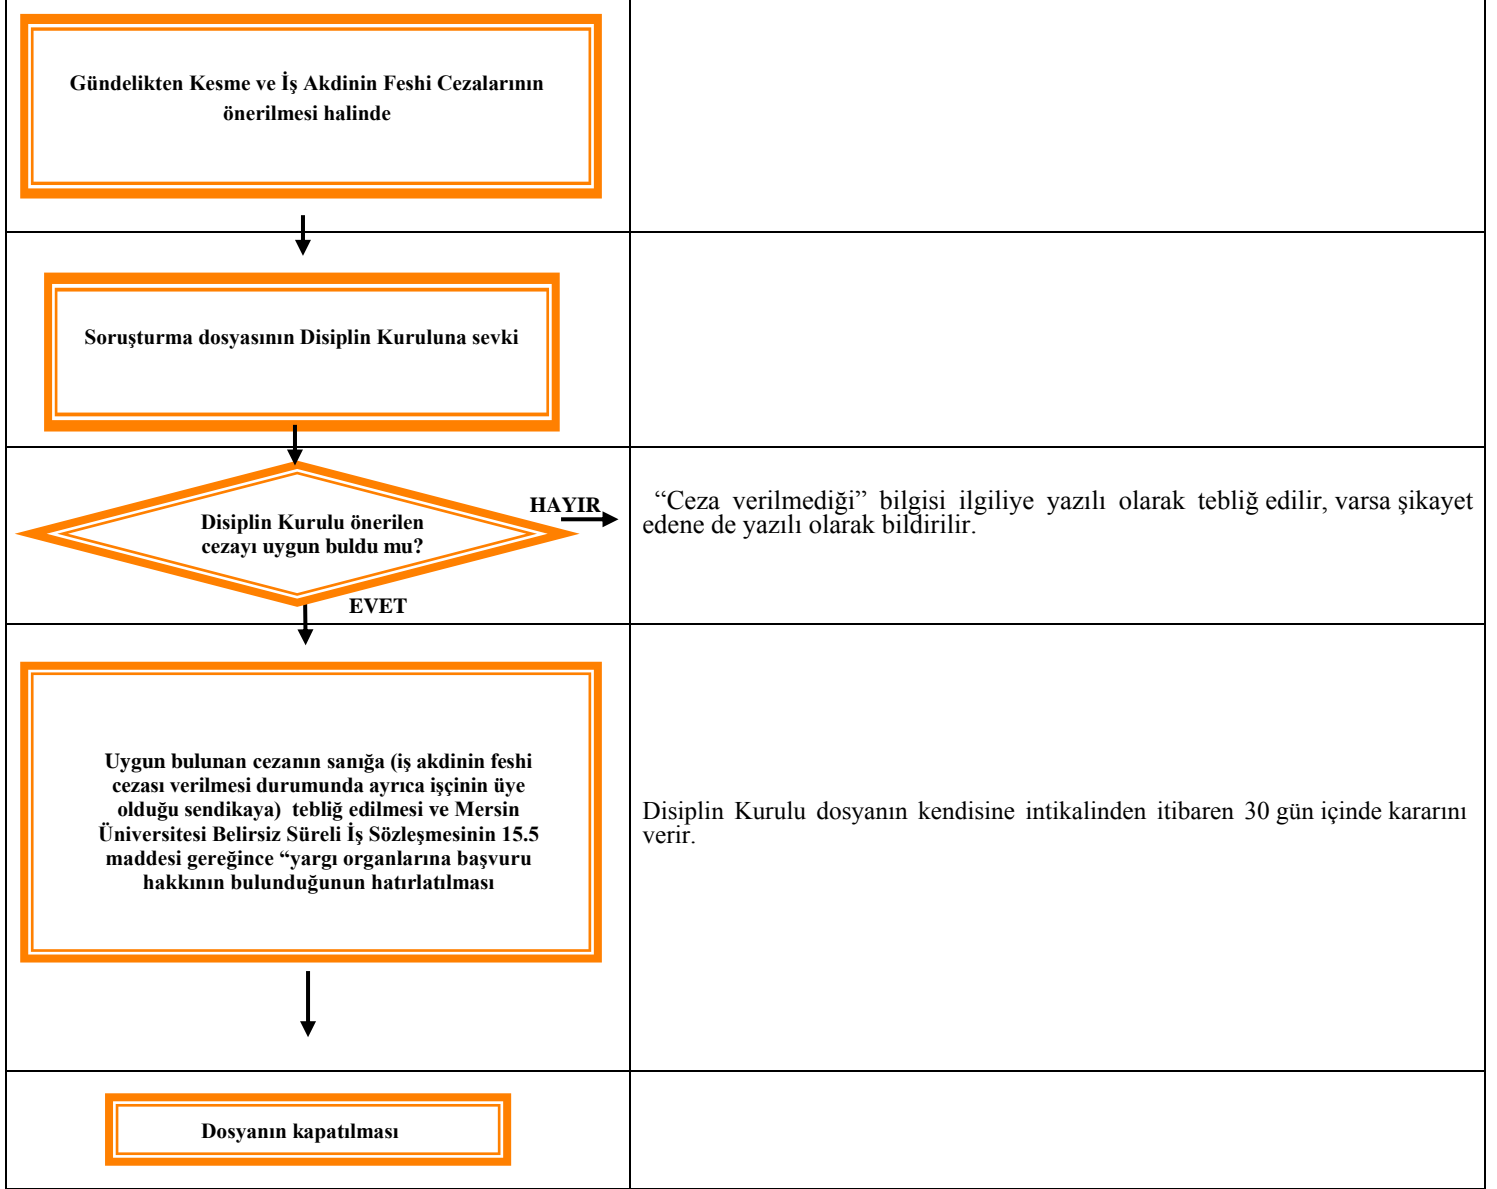 Gündelikten Kesme ve İş Akdinin Feshi Cezalarının
önerilmesi halinde
Soruşturma dosyasının Disiplin Kuruluna sevki
Disiplin Kurulu önerilen
cezayı uygun buldu mu?
HAYIR
EVET
“Ceza verilmediği” bilgisi ilgiliye yazılı olarak tebliğ edilir, varsa şikayet
edene de yazılı olarak bildirilir.
Uygun bulunan cezanın sanığa (iş akdinin feshi
cezası verilmesi durumunda ayrıca işçinin üye
olduğu sendikaya) tebliğ edilmesi ve Mersin
Üniversitesi Belirsiz Süreli İş Sözleşmesinin 15.5
maddesi gereğince “yargı organlarına başvuru
hakkının bulunduğunun hatırlatılması
Disiplin Kurulu dosyanın kendisine intikalinden itibaren 30 gün içinde kararını
verir.
Dosyanın kapatılması